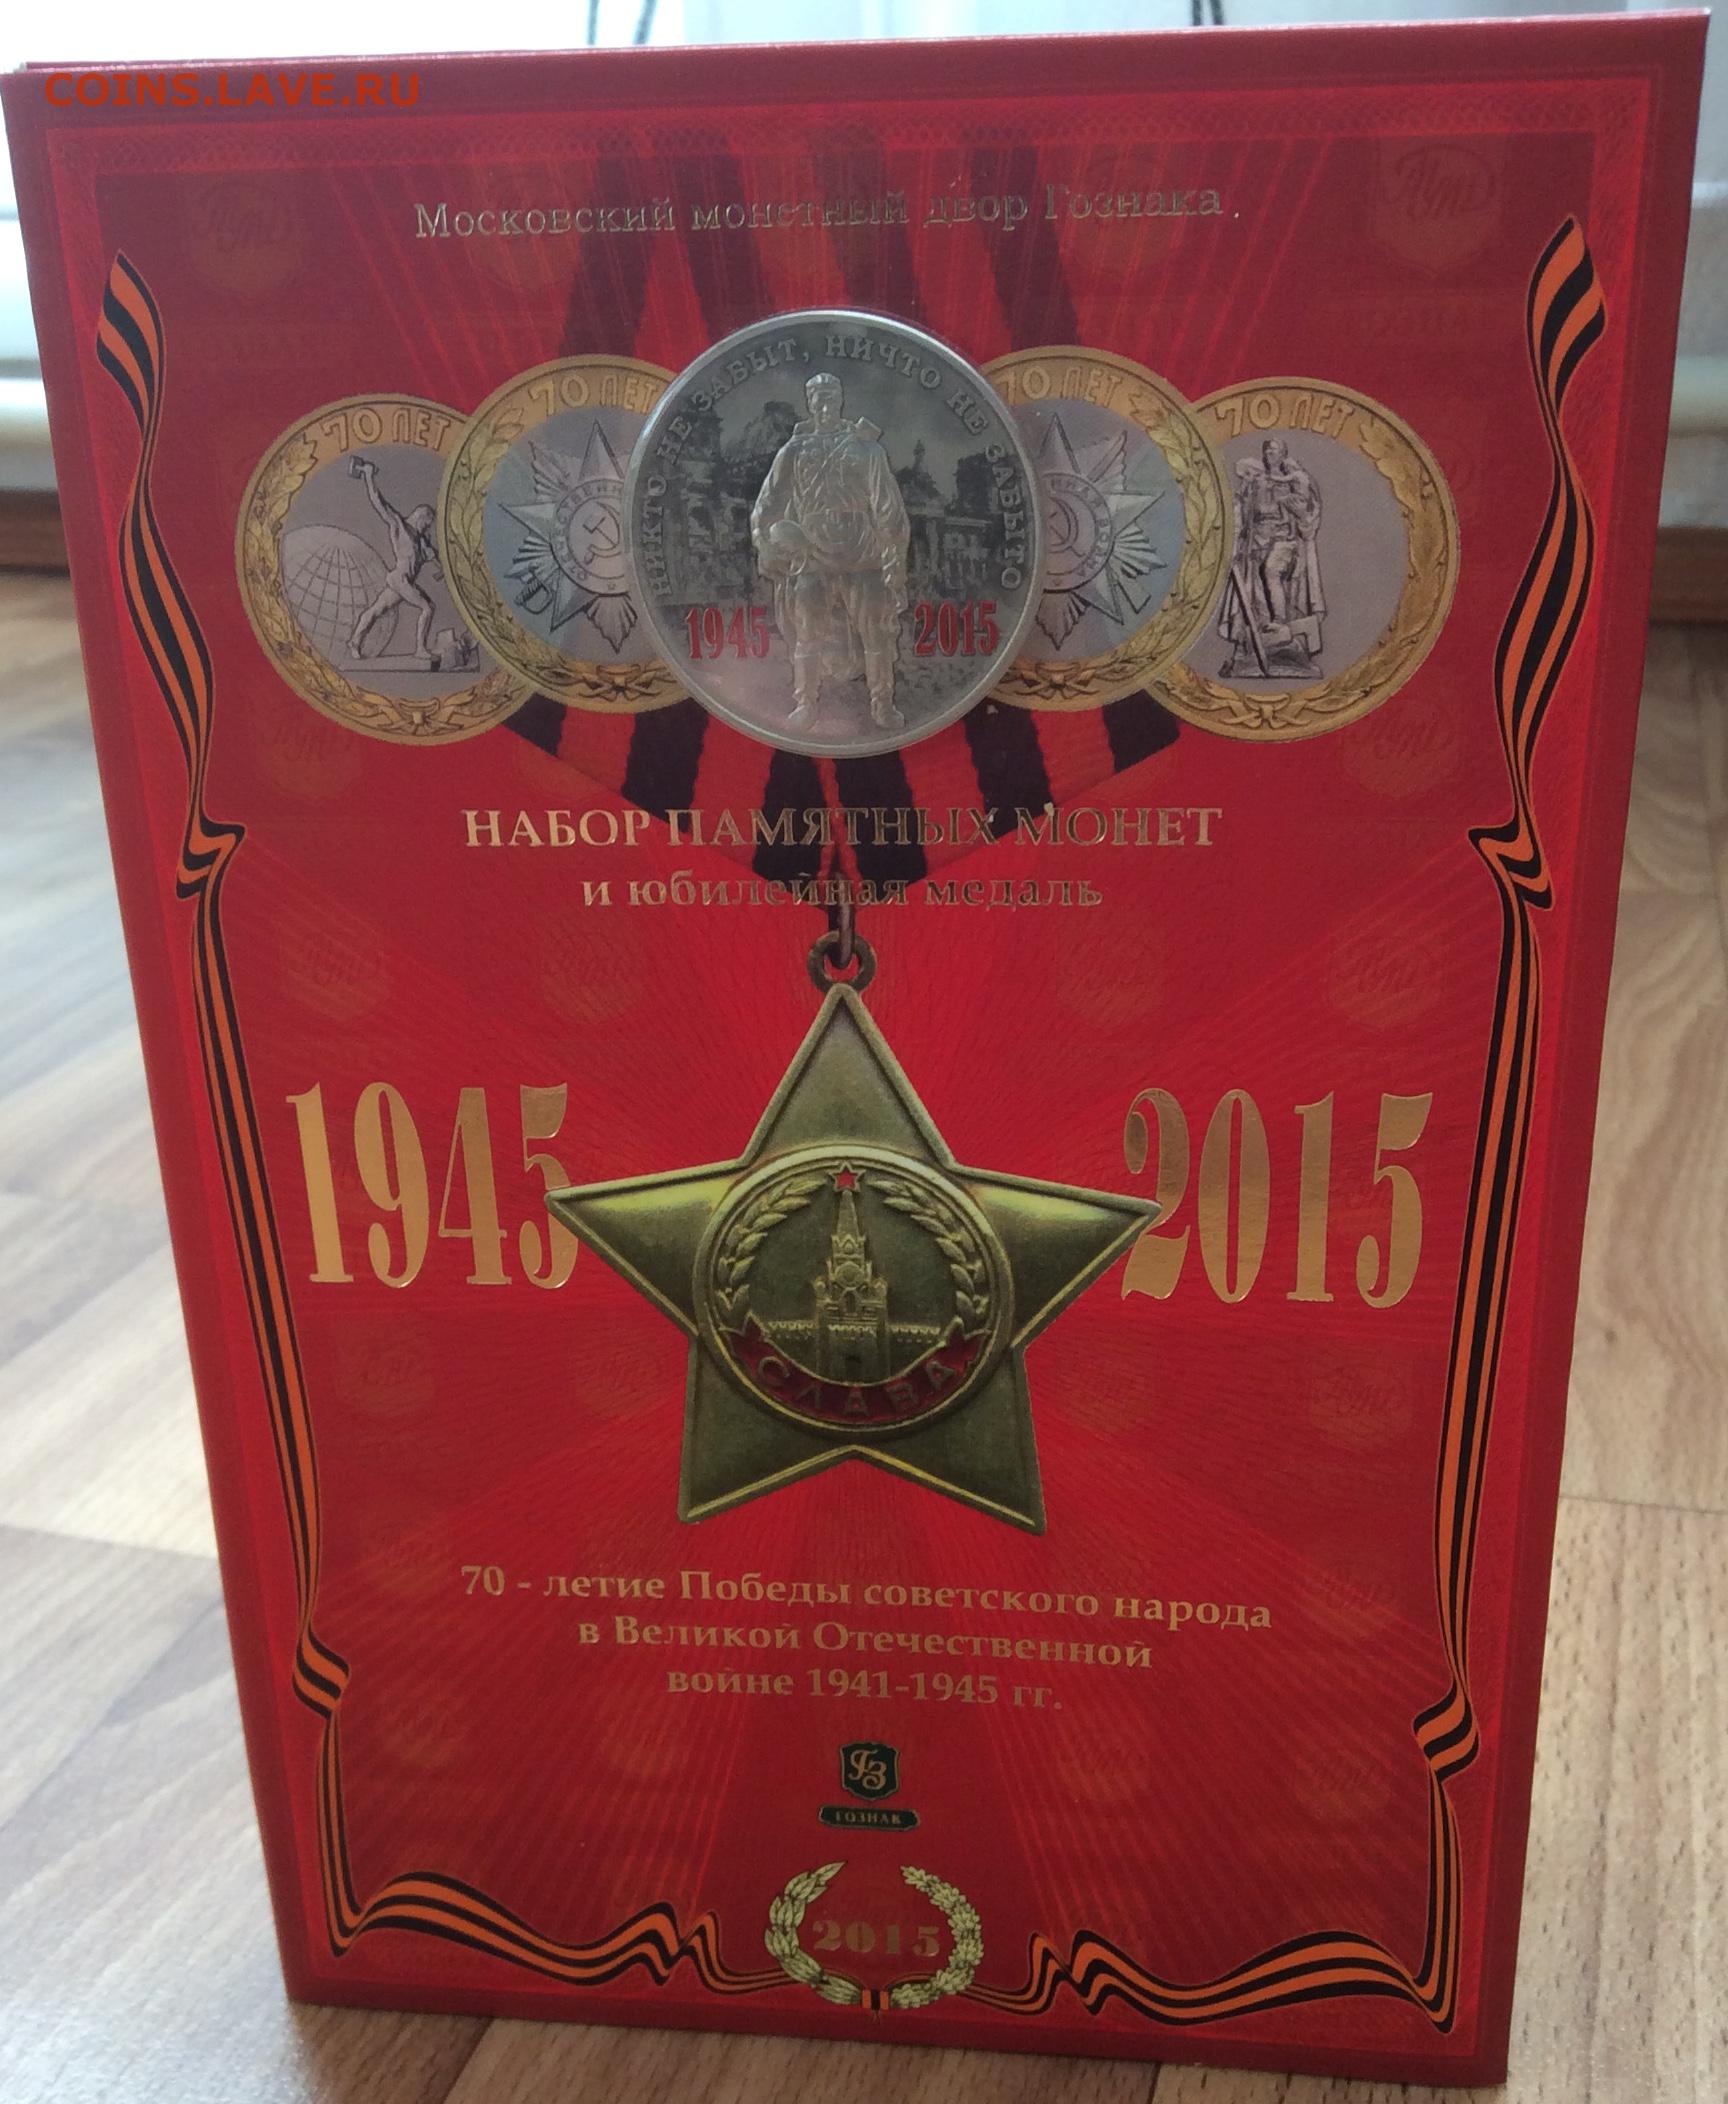 COINS.LAVE.RU
Московский монетный двор Гознака
70 ЛЕТ
70 ЛЕТ
НИКТО НЕ ЗАБЫТ, НИЧТО НЕ ЗАБЫТО
1945 2015
70 ЛЕТ
70 ЛЕТ
НАБОР ПАМЯТНЫХ МОНЕТ
и юбилейная медаль
1945 2015
СЛАВА
70 - летие Победы советского народа
в Великой Отечественной
войне 1941-1945 гг.
ГЗ
ГОЗНАК
2015